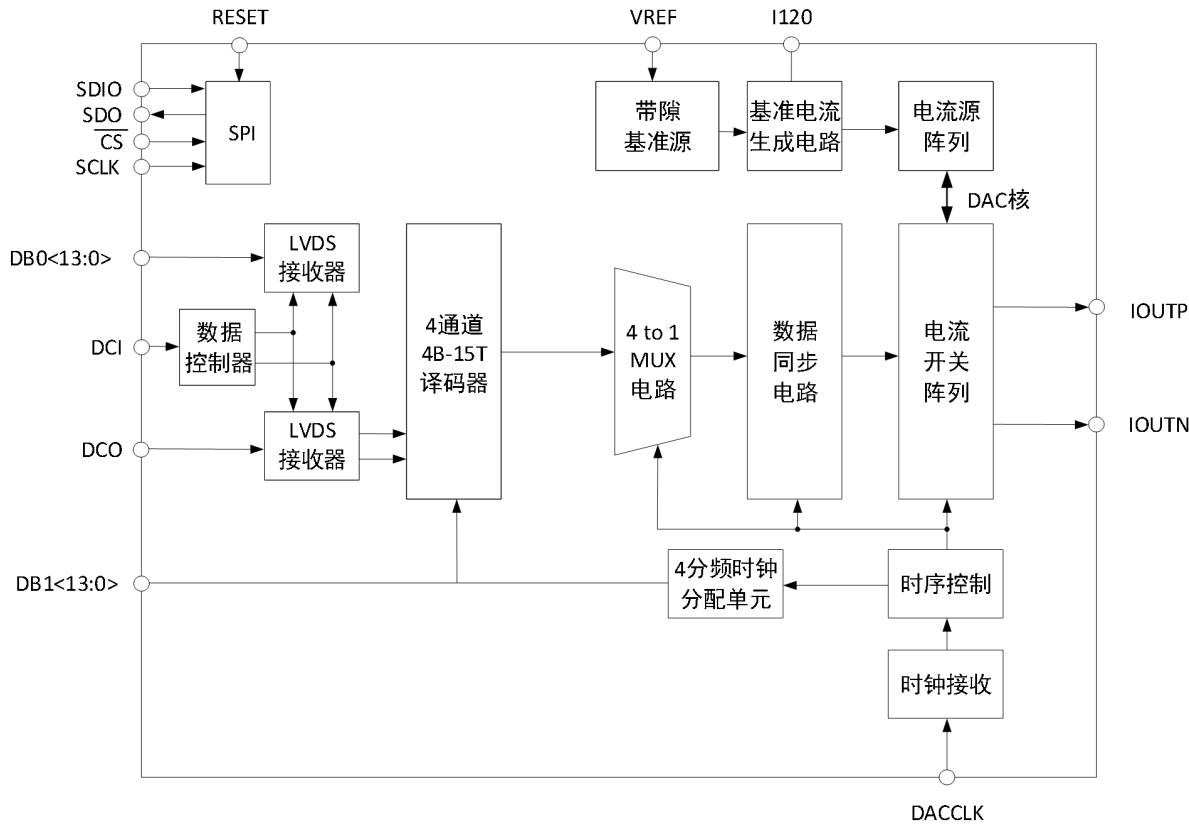 RESET
VREF
I120
SDIO
SDO
CS
SCLK
SPI
带隙
基准源
基准电流
生成电路
电流源
阵列
DAC核
DB0<13:0>
LVDS
接收器
DCI
数据
控制器
4通道
4B-15T
译码器
4 to 1
MUX
电路
数据
同步
电路
电流
开关
阵列
IOUTP
IOUTN
DCO
LVDS
接收器
DB1<13:0>
4分频时钟
分配单元
时序控制
时钟接收
DACCLK